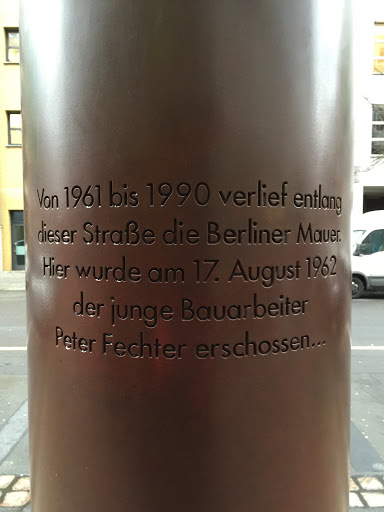 Von 1961 bis 1990 verlief entlang
dieser Straße die Berliner Mauer.
Hier wurde am 17. August 1962
der junge Bauarbeiter
Peter Fechter erschossen...